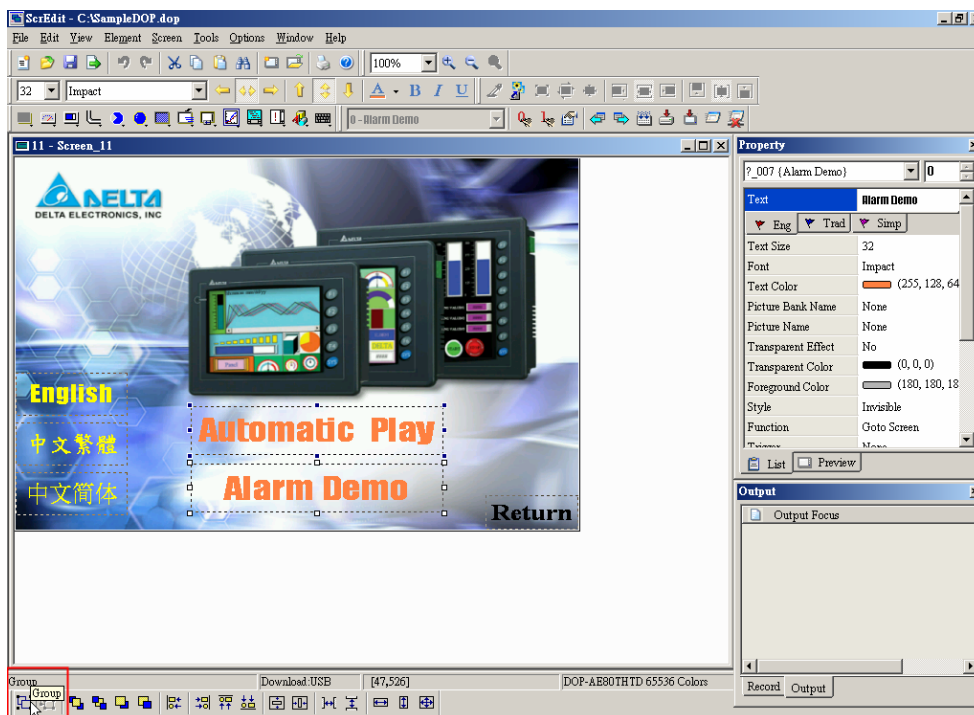 ScrEdit - C:\SampleDOP.dop
File Edit View Element Screen Tools Options Window Help
100%
32 Impact
A B I U
0 - Alarm Demo
11 - Screen_11
DELTA
DELTA ELECTRONICS, INC
English
中文繁體
中文简体
Automatic Play
Alarm Demo
Return
Property
?_007 {Alarm Demo}
0
Text Alarm Demo
Eng Trad Simp
Text Size 32
Font Impact
Text Color (255, 128, 64
Picture Bank Name None
Picture Name None
Transparent Effect No
Transparent Color (0, 0, 0)
Foreground Color (180, 180, 18
Style Invisible
Function Goto Screen
Trigger None
List Preview
Output
Output Focus
Record Output
Group
Download:USB
[47,526]
DOP-AE80THTD 65536 Colors
Group